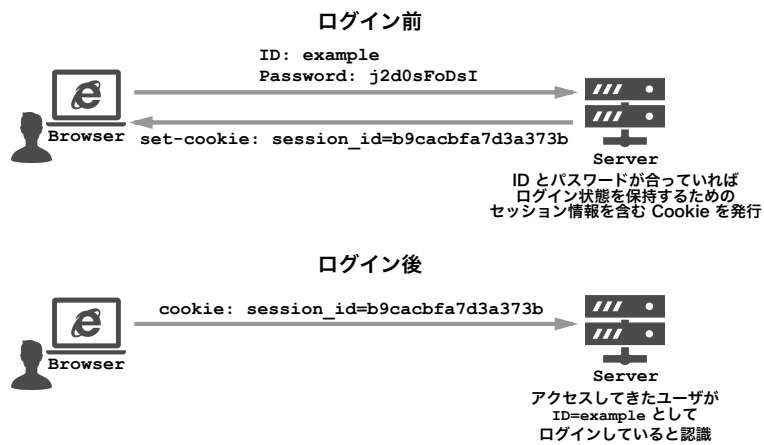 ログイン前
ID: example
Password: j2d0sFoDsI
Browser
set-cookie: session_id=b9cacbfa7d3a373b
Server
ID とパスワードが合っていれば
ログイン状態を保持するための
セッション情報を含む Cookie を発行
ログイン後
cookie: session_id=b9cacbfa7d3a373b
Browser
Server
アクセスしてきたユーザが
ID=example として
ログインしていると認識